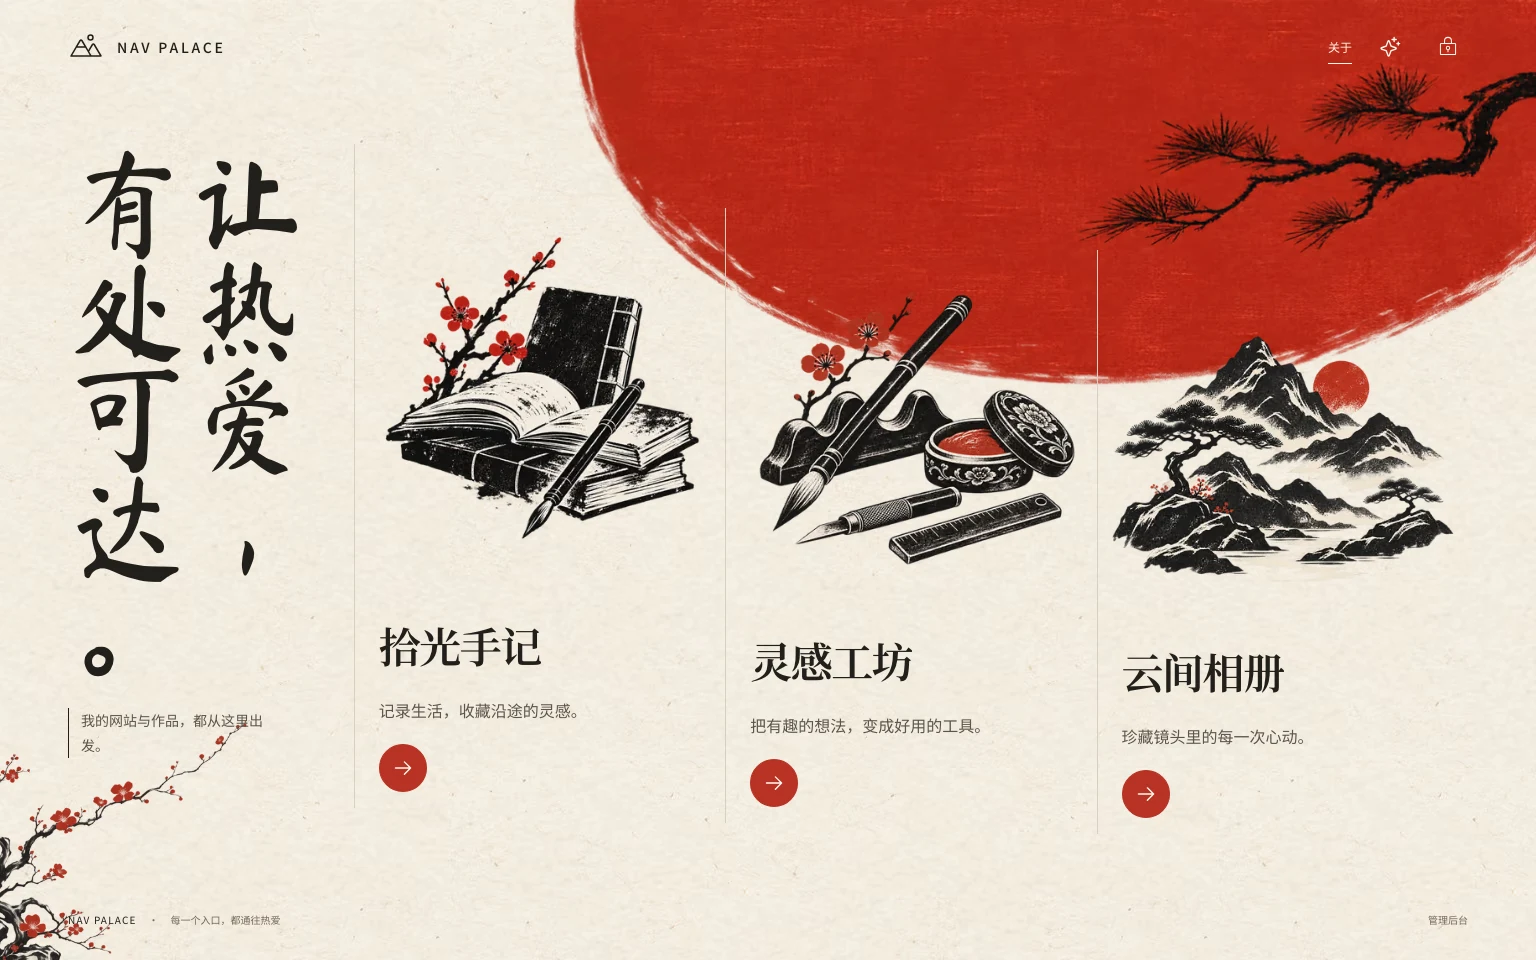 NAV PALACE
关于
让热爱，
有处可达。
我的网站与作品，都从这里出
发。
拾光手记
记录生活，收藏沿途的灵感。
灵感工坊
把有趣的想法，变成好用的工具。
云间相册
珍藏镜头里的每一次心动。
NAV PALACE • 每一个入口，都通往热爱
管理后台